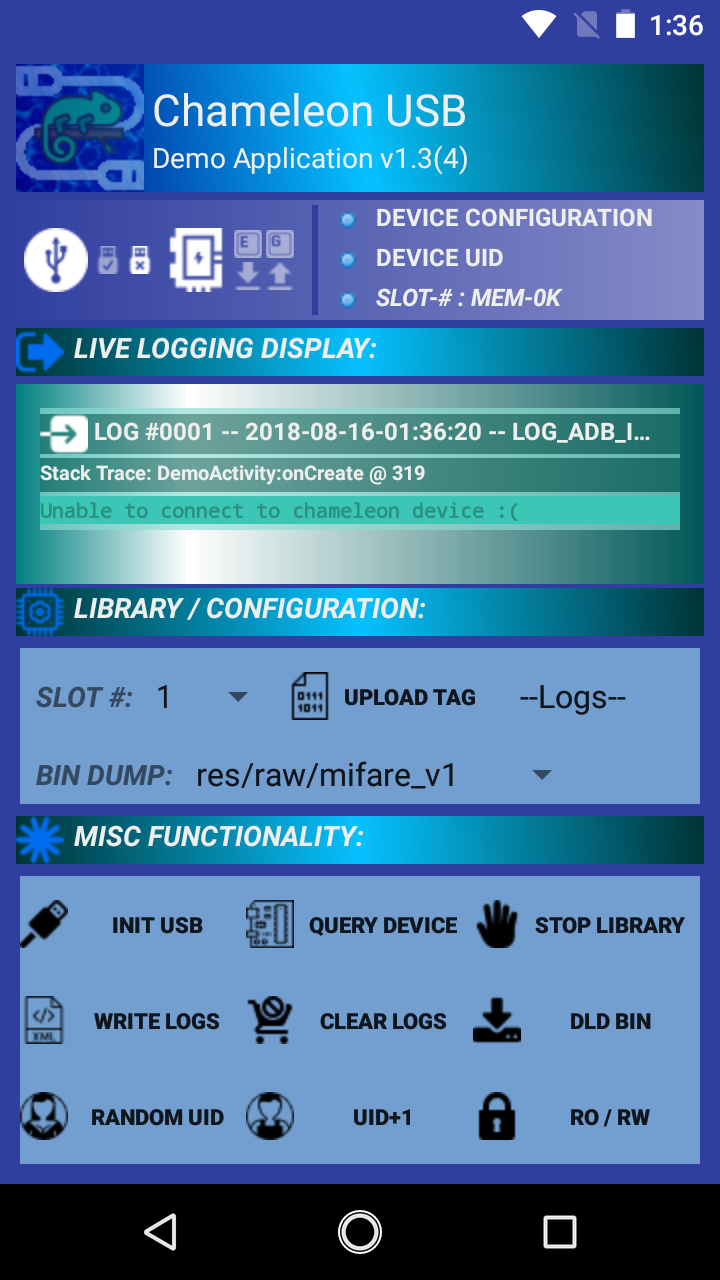 1:36
Chameleon USB
Demo Application v1.3(4)
E G
DEVICE CONFIGURATION
DEVICE UID
SLOT-# : MEM-0K
LIVE LOGGING DISPLAY:
LOG #0001 -- 2018-08-16-01:36:20 -- LOG_ADB_I...
Stack Trace: DemoActivity:onCreate @ 319
Unable to connect to chameleon device :(
LIBRARY / CONFIGURATION:
SLOT #: 1
0111
1011
UPLOAD TAG
--Logs--
BIN DUMP: res/raw/mifare_v1
MISC FUNCTIONALITY:
INIT USB
QUERY DEVICE
STOP LIBRARY
</>
XML
WRITE LOGS
CLEAR LOGS
DLD BIN
RANDOM UID
UID+1
RO / RW